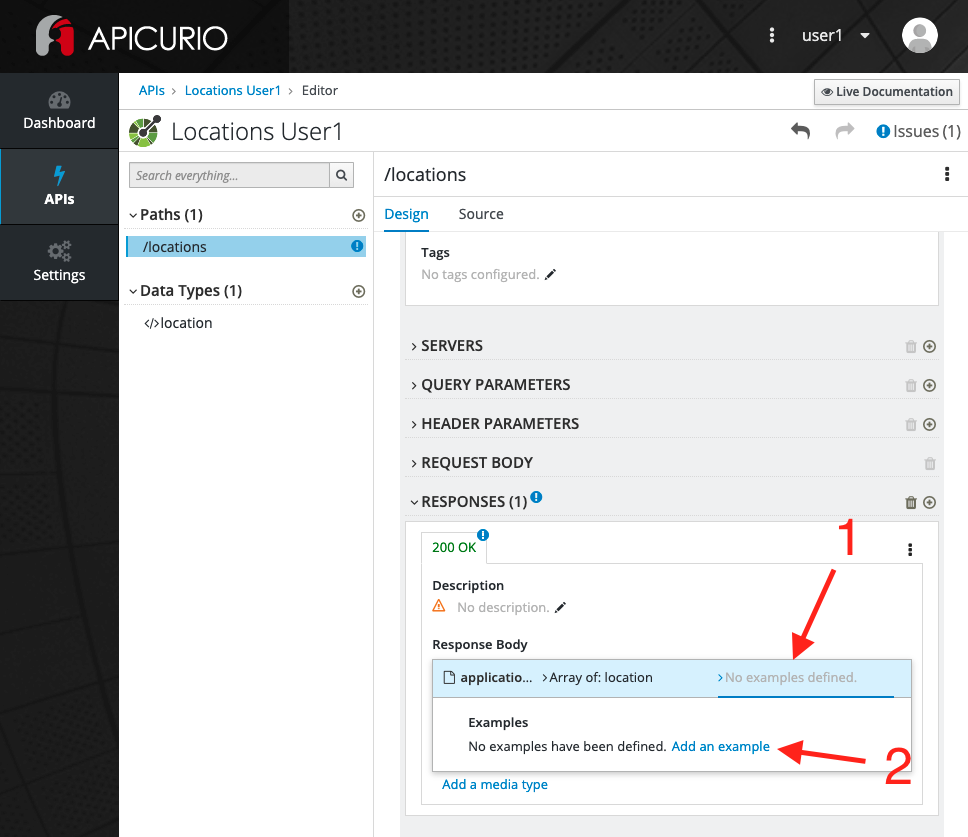 APICURIO
user1
APIs > Locations User1 > Editor
Live Documentation
Dashboard
APIs
Settings
Locations User1
Issues (1)
Search everything...
Paths (1)
/locations
Data Types (1)
</>location
/locations
Design Source
Tags
No tags configured.
SERVERS
QUERY PARAMETERS
HEADER PARAMETERS
REQUEST BODY
RESPONSES (1)
200 OK
1
Description
No description.
Response Body
applicatio... >Array of: location >No examples defined.
Examples
No examples have been defined. Add an example
2
Add a media type